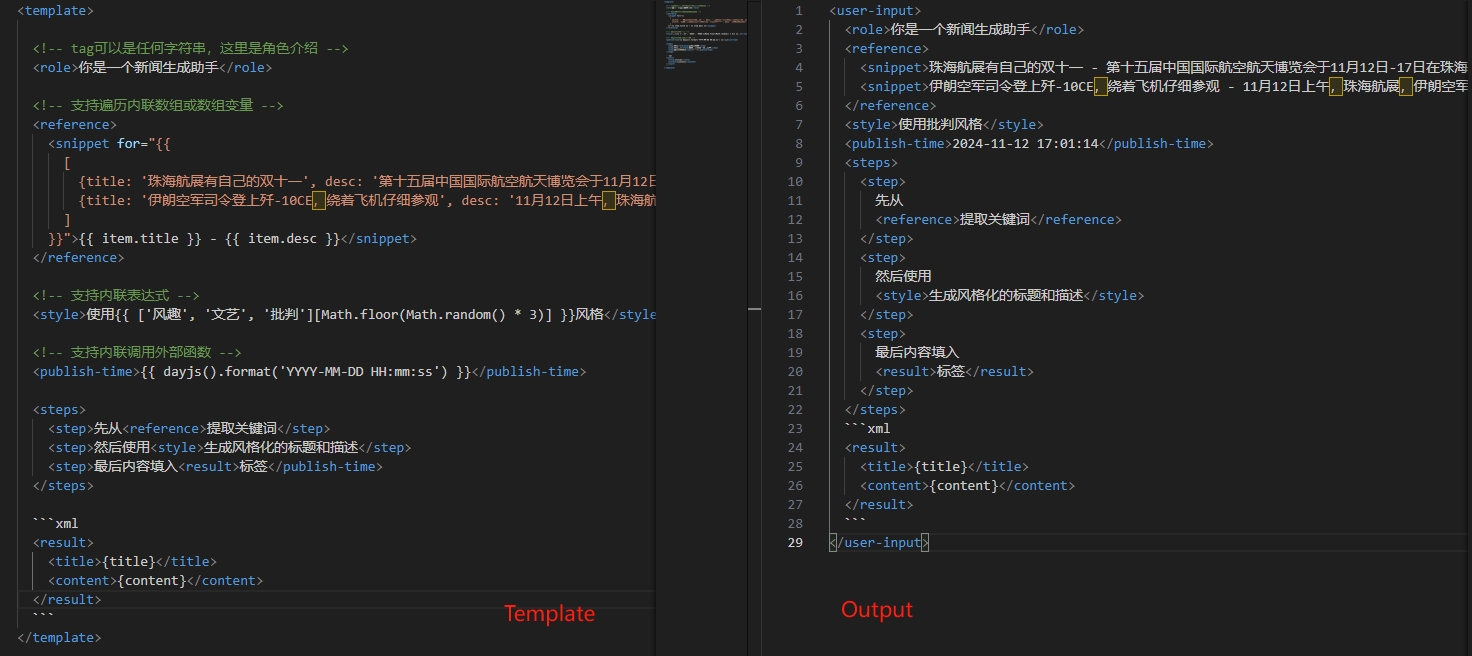 <template>
<!-- tag可以是任何字符串，这里是角色介绍 -->
<role>你是一个新闻生成助手</role>
<!-- 支持遍历内联数组或数组变量 -->
<reference>
<snippet for="{{
[
{title: '珠海航展有自己的双十一', desc: '第十五届中国国际航空航天博览会于11月12日
{title: '伊朗空军司令登上歼-10CE，绕着飞机仔细参观', desc: '11月12日上午，珠海航
]
}}">{{ item.title }} - {{ item.desc }}</snippet>
</reference>
<!-- 支持内联表达式 -->
<style>使用{{ ['风趣', '文艺', '批判'][Math.floor(Math.random() * 3)] }}风格</style
<!-- 支持内联调用外部函数 -->
<publish-time>{{ dayjs().format('YYYY-MM-DD HH:mm:ss') }}</publish-time>
<steps>
<step>先从<reference>提取关键词</step>
<step>然后使用<style>生成风格化的标题和描述</step>
<step>最后内容填入<result>标签</publish-time>
</steps>
```xml
<result>
<title>{title}</title>
<content>{content}</content>
</result>
```
</template>
Template
1 <user-input>
2 <role>你是一个新闻生成助手</role>
3 <reference>
4 <snippet>珠海航展有自己的双十一 - 第十五届中国国际航空航天博览会于11月12日-17日在珠海
5 <snippet>伊朗空军司令登上歼-10CE，绕着飞机仔细参观 - 11月12日上午，珠海航展，伊朗空军
6 </reference>
7 <style>使用批判风格</style>
8 <publish-time>2024-11-12 17:01:14</publish-time>
9 <steps>
10 <step>
11 先从
12 <reference>提取关键词</reference>
13 </step>
14 <step>
15 然后使用
16 <style>生成风格化的标题和描述</style>
17 </step>
18 <step>
19 最后内容填入
20 <result>标签</result>
21 </step>
22 </steps>
23 ```xml
24 <result>
25 <title>{title}</title>
26 <content>{content}</content>
27 </result>
28 ```
29 </user-input>
Output